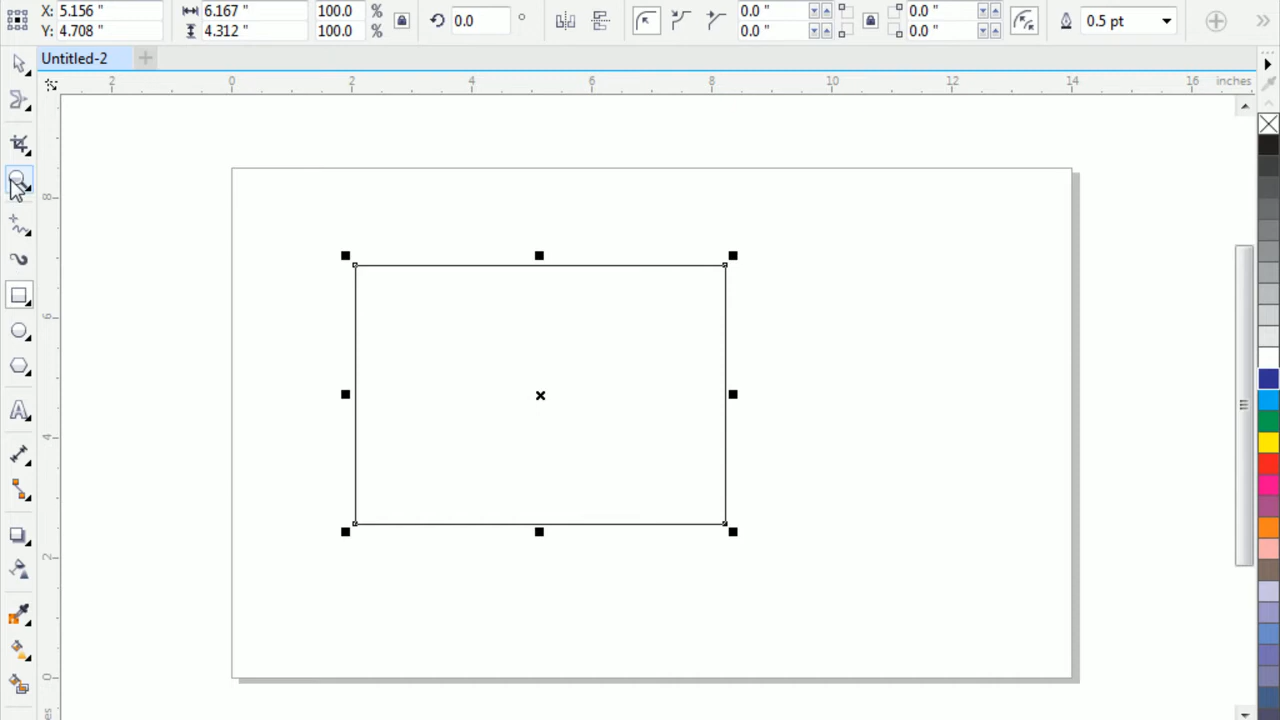 X: 5.156 " 6.167 " 100.0 % 0.0 ° 0.0 " 0.0 " 0.5 pt
Y: 4.708 " 4.312 " 100.0 % 0.0 " 0.0 "
Untitled-2
2 0 2 4 6 8 10 12 14 16 inches
8
6
4
2
0